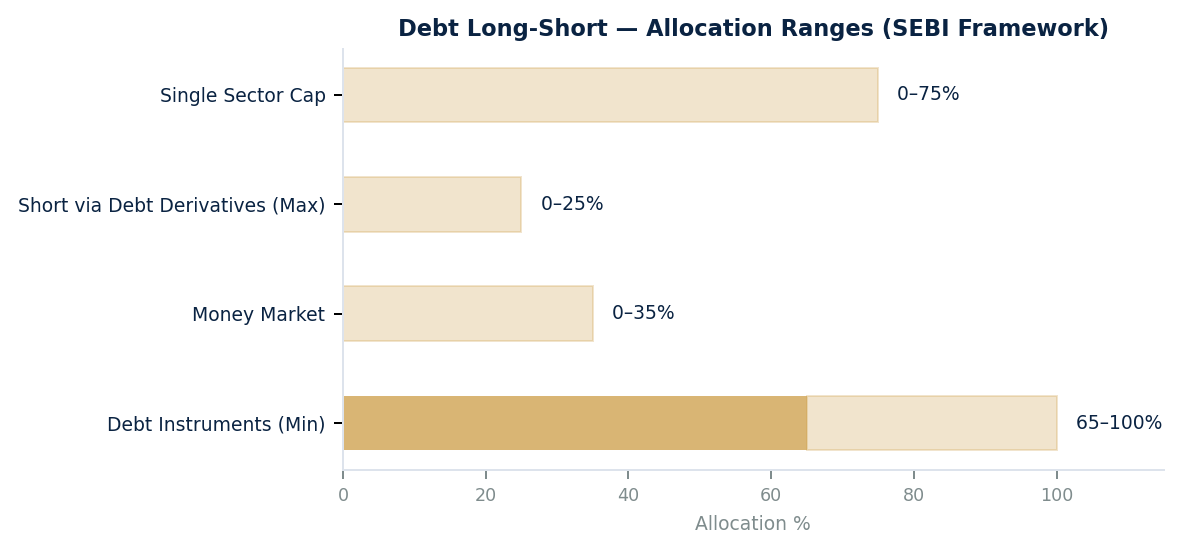 Debt Long-Short — Allocation Ranges (SEBI Framework)
Single Sector Cap
0–75%
Short via Debt Derivatives (Max)
0–25%
Money Market
0–35%
Debt Instruments (Min)
65–100%
0 20 40 60 80 100
Allocation %